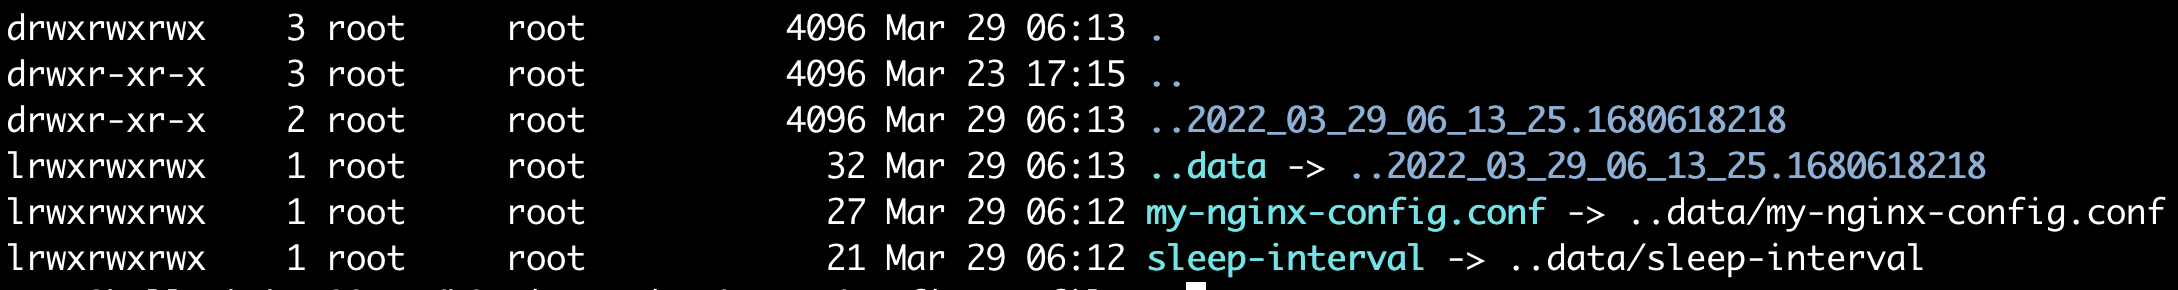 drwxrwxrwx 3 root root 4096 Mar 29 06:13 .
drwxr-xr-x 3 root root 4096 Mar 23 17:15 ..
drwxr-xr-x 2 root root 4096 Mar 29 06:13 ..2022_03_29_06_13_25.1680618218
lrwxrwxrwx 1 root root 32 Mar 29 06:13 ..data -> ..2022_03_29_06_13_25.1680618218
lrwxrwxrwx 1 root root 27 Mar 29 06:12 my-nginx-config.conf -> ..data/my-nginx-config.conf
lrwxrwxrwx 1 root root 21 Mar 29 06:12 sleep-interval -> ..data/sleep-interval